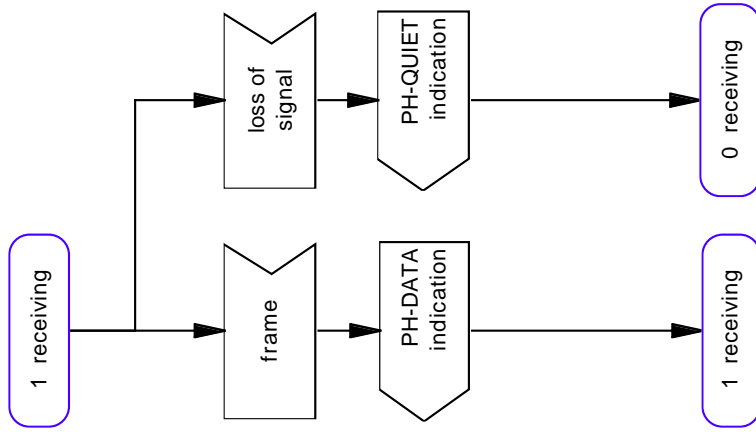 1 receiving
loss of
signal
PH-QUIET
indication
0 receiving
frame
PH-DATA
indication
1 receiving